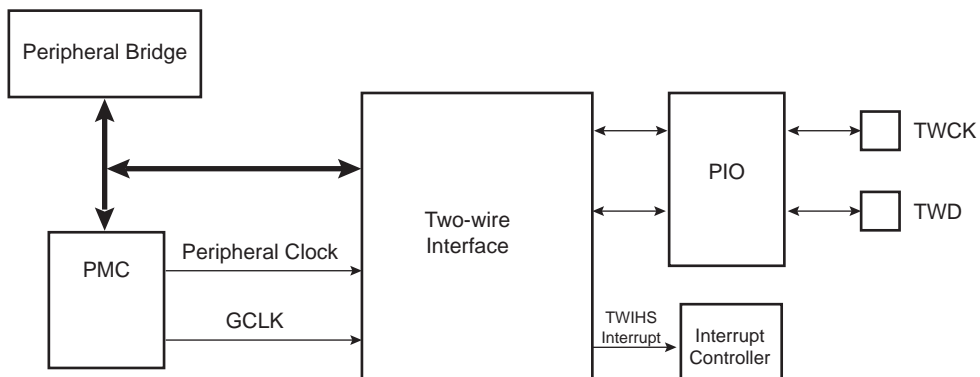 Peripheral Bridge
TWCK
PIO
TWD
Two-wire
Interface
PMC
Peripheral Clock
GCLK
TWIHS
Interrupt
Interrupt
Controller